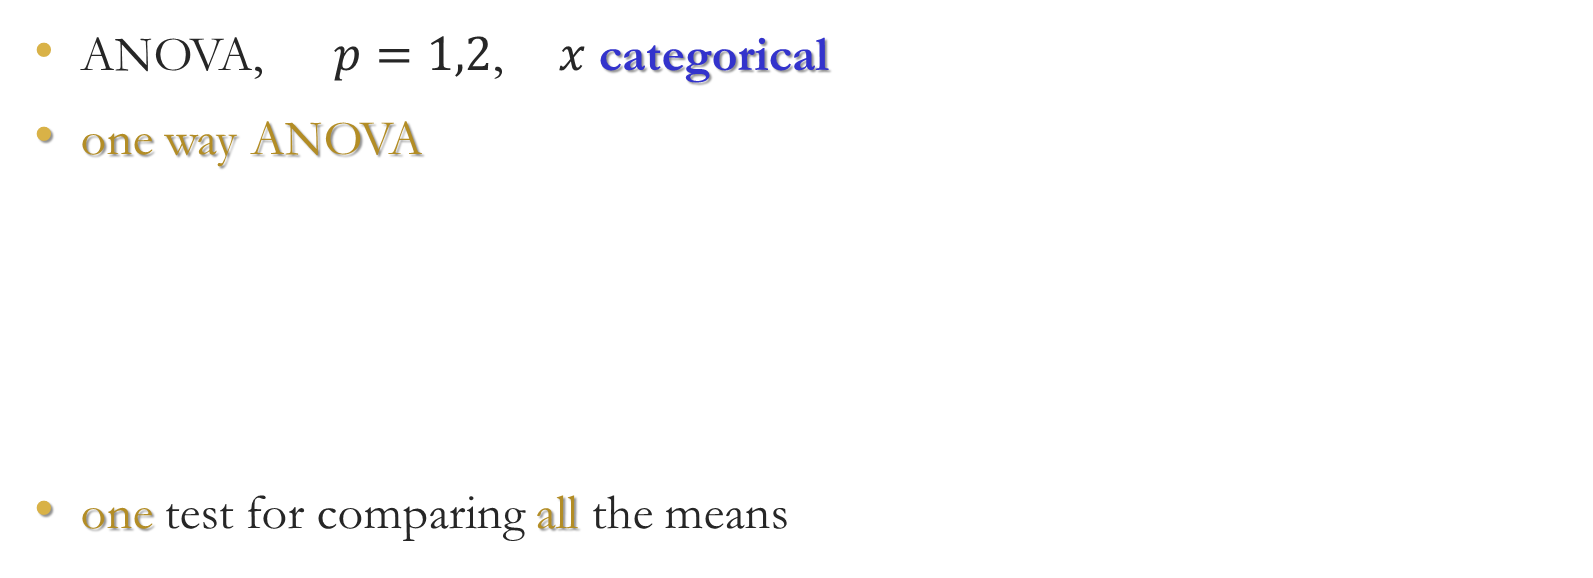 • ANOVA, 𝑝 = 1,2, 𝑥 categorical
• one way ANOVA
• one test for comparing all the means